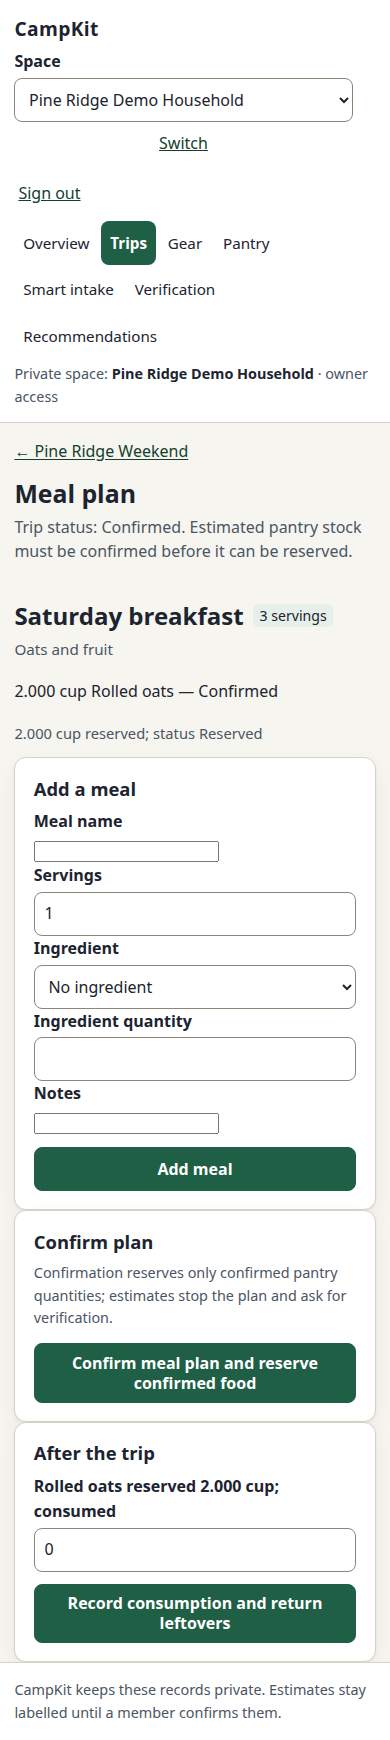 CampKit
Space
Pine Ridge Demo Household
Switch
Sign out
Overview Trips Gear Pantry
Smart intake Verification
Recommendations
Private space: Pine Ridge Demo Household · owner
access
← Pine Ridge Weekend
Meal plan
Trip status: Confirmed. Estimated pantry stock
must be confirmed before it can be reserved.
Saturday breakfast 3 servings
Oats and fruit
2.000 cup Rolled oats — Confirmed
2.000 cup reserved; status Reserved
Add a meal
Meal name
Servings
1
Ingredient
No ingredient
Ingredient quantity
Notes
Add meal
Confirm plan
Confirmation reserves only confirmed pantry
quantities; estimates stop the plan and ask for
verification.
Confirm meal plan and reserve
confirmed food
After the trip
Rolled oats reserved 2.000 cup;
consumed
0
Record consumption and return
leftovers
CampKit keeps these records private. Estimates stay
labelled until a member confirms them.